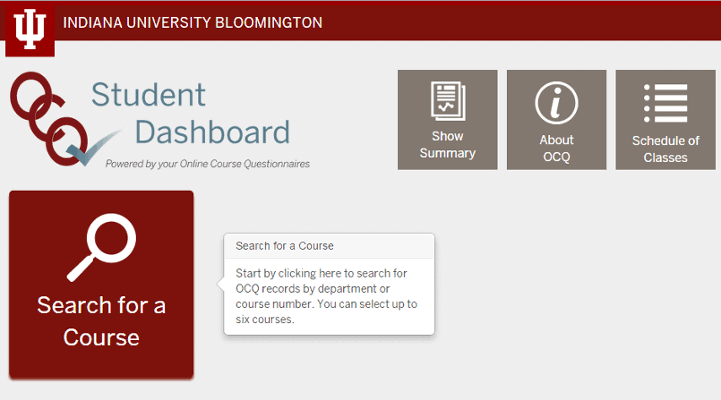 INDIANA UNIVERSITY BLOOMINGTON
OCQ
Student
Dashboard
Powered by your Online Course Questionnaires
Show
Summary
About
OCQ
Schedule of
Classes
Search for a
Course
Search for a Course
Start by clicking here to search for
OCQ records by department or
course number. You can select up to
six courses.